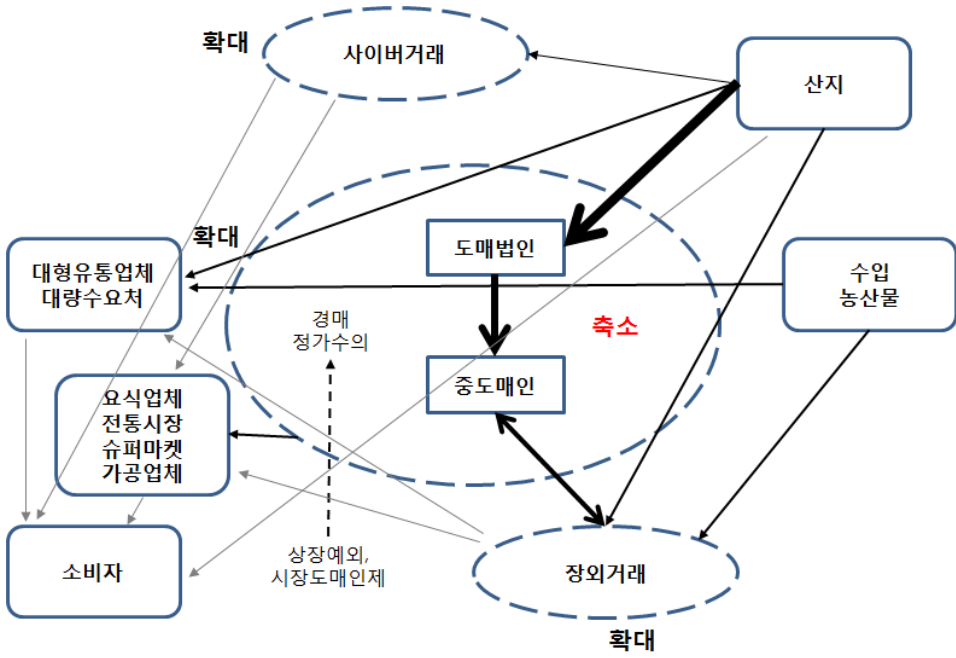 확대
사이버거래
산지
확대
도매법인
대형유통업체
대량수요처
수입
농산물
경매
정가수의
축소
중도매인
요식업체
전통시장
슈퍼마켓
가공업체
소비자
상장예외,
시장도매인제
장외거래
확대